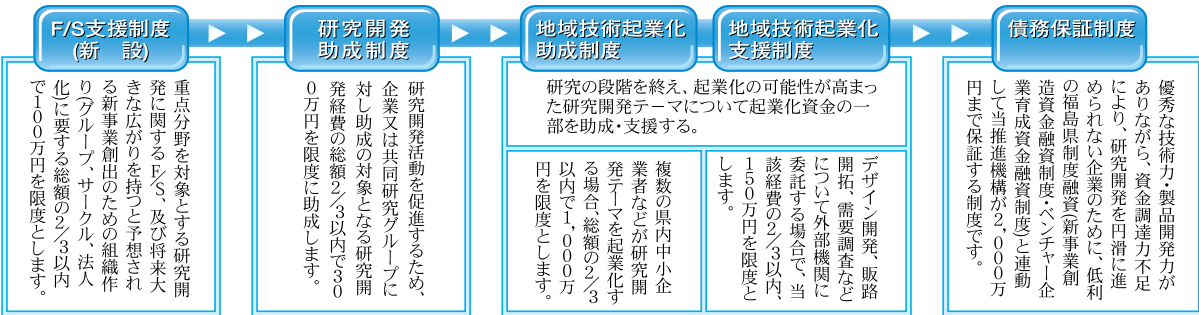 F/S支援制度
(新　設)
重点分野を対象とする研究開
発に関するF/S、及び将来大
きな広がりを持つと予想され
る新事業創出のための組織作
り(グループ、サークル、法人
化)に要する総額の2/3以内
で100万円を限度とします。
研究開発
助成制度
研究開発活動を促進するため、
企業又は共同研究グループに
対し助成の対象となる研究開
発経費の総額2/3以内で30
0万円を限度に助成します。
地域技術起業化
助成制度
地域技術起業化
支援制度
研究の段階を終え、起業化の可能性が高まっ
た研究開発テーマについて起業化資金の一
部を助成・支援する。
複数の県内中小企
業者などが研究開
発テーマを起業化す
る場合、総額の2/3
以内で1,000万
円を限度とします。
デザイン開発、販路
開拓、需要調査など
について外部機関に
委託する場合で、当
該経費の2/3以内、
150万円を限度と
します。
債務保証制度
優秀な技術力・製品開発力が
ありながら、資金調達力不足
により、研究開発を円滑に進
められない企業のために、低利
の福島県制度融資(新事業創
造資金融資制度・ベンチャー企
業育成資金融資制度)と連動
して当推進機構が2,000万
円まで保証する制度です。